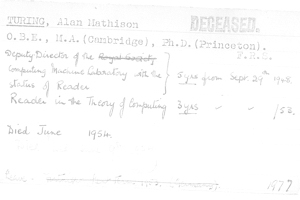 TURING, Alan Mathison DECEASED.
O.B.E., M.A.(Cambridge), Ph.D.(Princeton).
F.R.S.
Deputy Director of the Royal Society
Computing Machine Laboratory with the 5 yrs from Sept. 29th 1948
status of Reader
Reader in the Theory of Computing 5 yrs /53.
Died June 1954